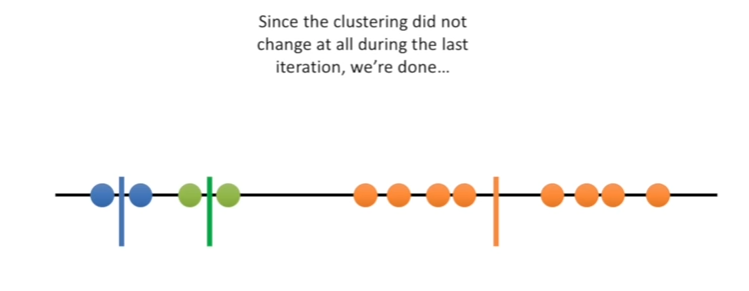 Since the clustering did not
change at all during the last
iteration, we’re done...